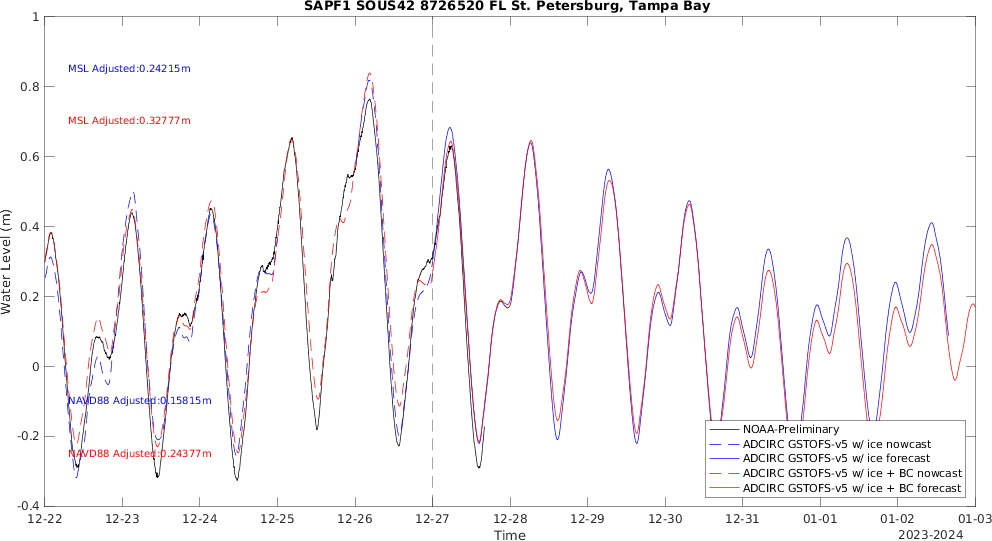 SAPF1 SOUS42 8726520 FL St. Petersburg, Tampa Bay
1
0.8
0.6
0.4
0.2
0
-0.2
-0.4
Water Level (m)
MSL Adjusted:0.24215m
MSL Adjusted:0.32777m
NAVD88 Adjusted:0.15815m
NAVD88 Adjusted:0.24377m
NOAA-Preliminary
ADCIRC GSTOFS-v5 w/ ice nowcast
ADCIRC GSTOFS-v5 w/ ice forecast
ADCIRC GSTOFS-v5 w/ ice + BC nowcast
ADCIRC GSTOFS-v5 w/ ice + BC forecast
12-22 12-23 12-24 12-25 12-26 12-27 12-28 12-29 12-30 12-31 01-01 01-02 01-03
Time
2023-2024